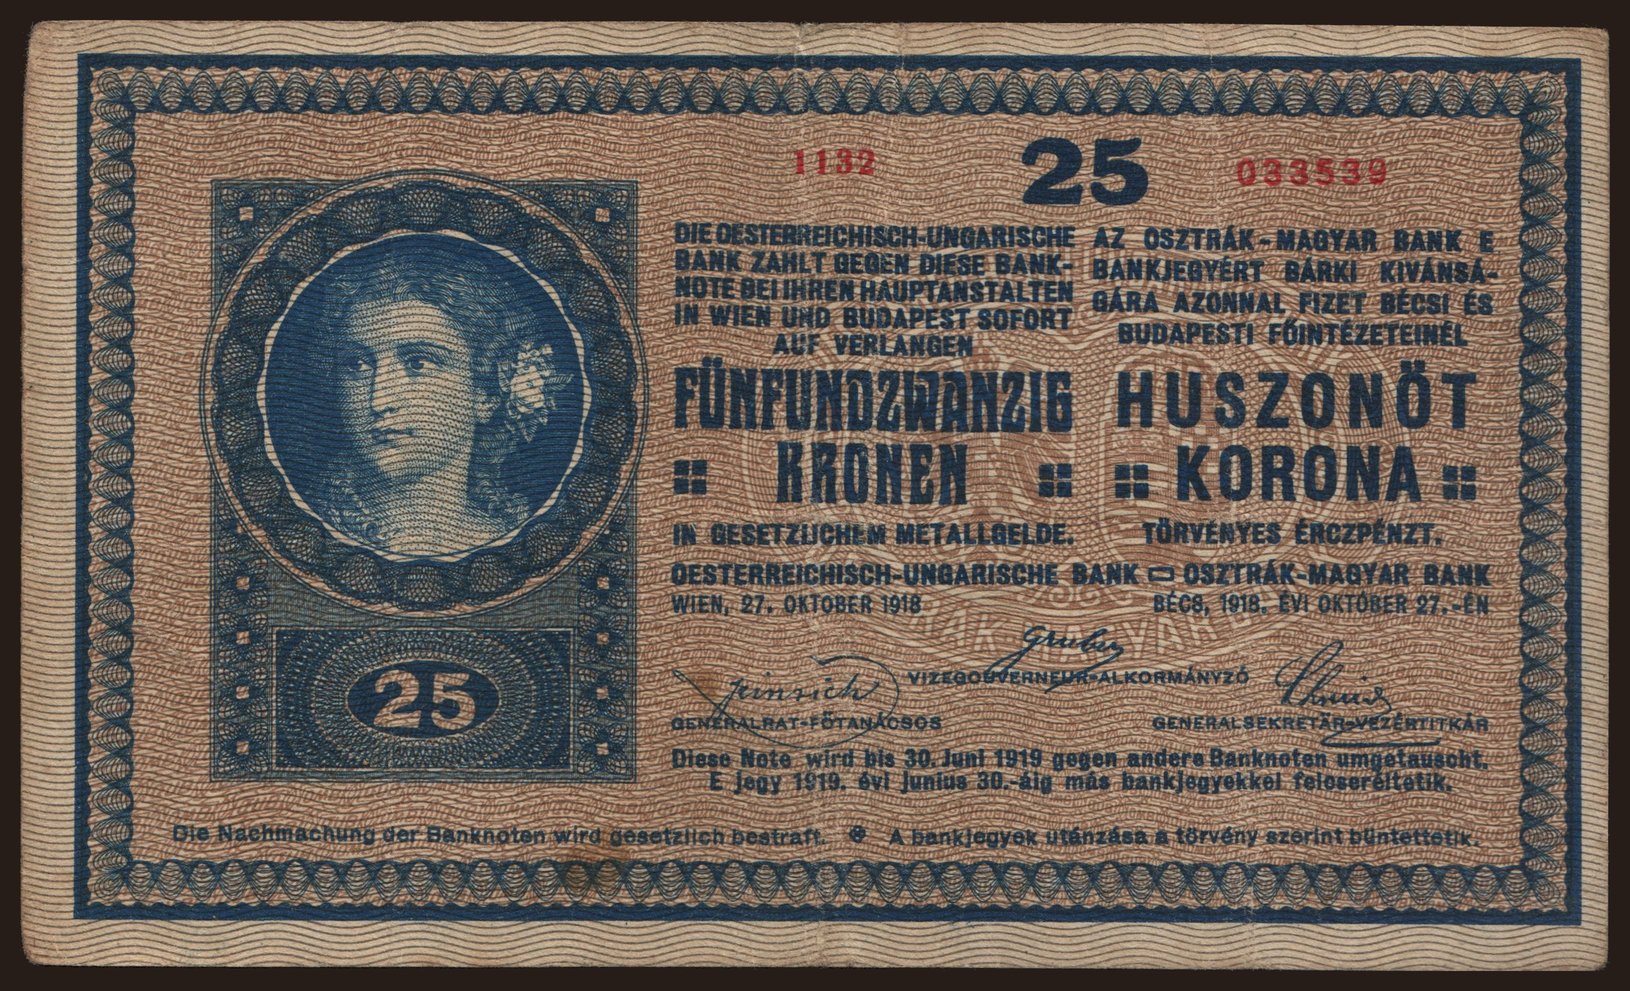 1132
25
033539
DIE OESTERREICHISCH-UNGARISCHE
BANK ZAHLT GEGEN DIESE BANK-
NOTE BEI IHREN HAUPTANSTALTEN
IN WIEN UND BUDAPEST SOFORT
AUF VERLANGEN
FÜNFUNDZWANZIG
KRONEN
IN GESETZLICHEM METALLGELDE.
AZ OSZTRÁK-MAGYAR BANK E
BANKJEGYÉRT BÁRKI KIVÁNSÁ-
GÁRA AZONNAL FIZET BÉCSI ÉS
BUDAPESTI FŐINTÉZETEINÉL
HUSZONÖT
KORONA
TÖRVÉNYES ÉRCZPÉNZT.
OESTERREICHISCH-UNGARISCHE BANK OSZTRÁK-MAGYAR BANK
WIEN, 27. OKTOBER 1918
BÉCS, 1918. ÉVI OKTÓBER 27.-ÉN
Gruber
VIZEGOUVERNEUR-ALKORMÁNYZÓ
GENERALRAT-FŐTANÁCSOS
GENERALSEKRETÄR-VEZÉRTITKÁR
25
Diese Note wird bis 30. Juni 1919 gegen andere Banknoten umgetauscht.
E jegy 1919. évi junius 30.-áig más bankjegyekkel felcseréltetik.
Die Nachmachung der Banknoten wird gesetzlich bestraft. A bankjegyek utánzása a törvény szerint büntettetik.